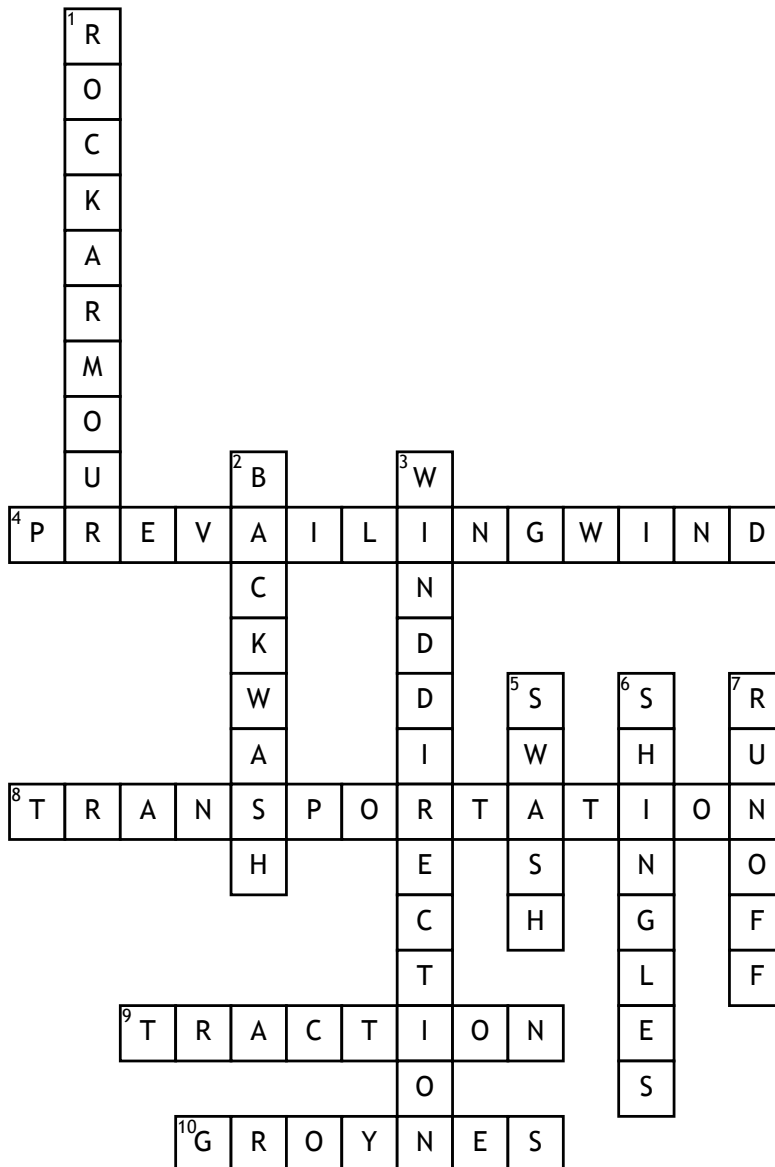 1 R
O
C
K
A
R
M
O
U 2 B 3 W
4 P R E V A I L I N G W I N D
C N
K D
W D 5 S 6 S 7 R
A I W H U
8 T R A N S P O R T A T I O N
H E S N O
C H G F
T L F
9 T R A C T I O N E
O S
10 G R O Y N E S